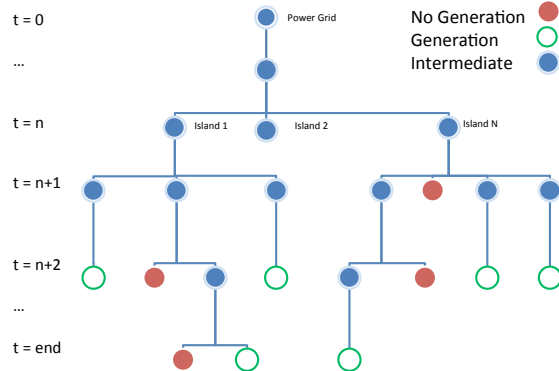 t = 0
Power Grid
No Generation
Generation
Intermediate
...
t = n
Island 1
Island 2
Island N
t = n+1
t = n+2
...
t = end